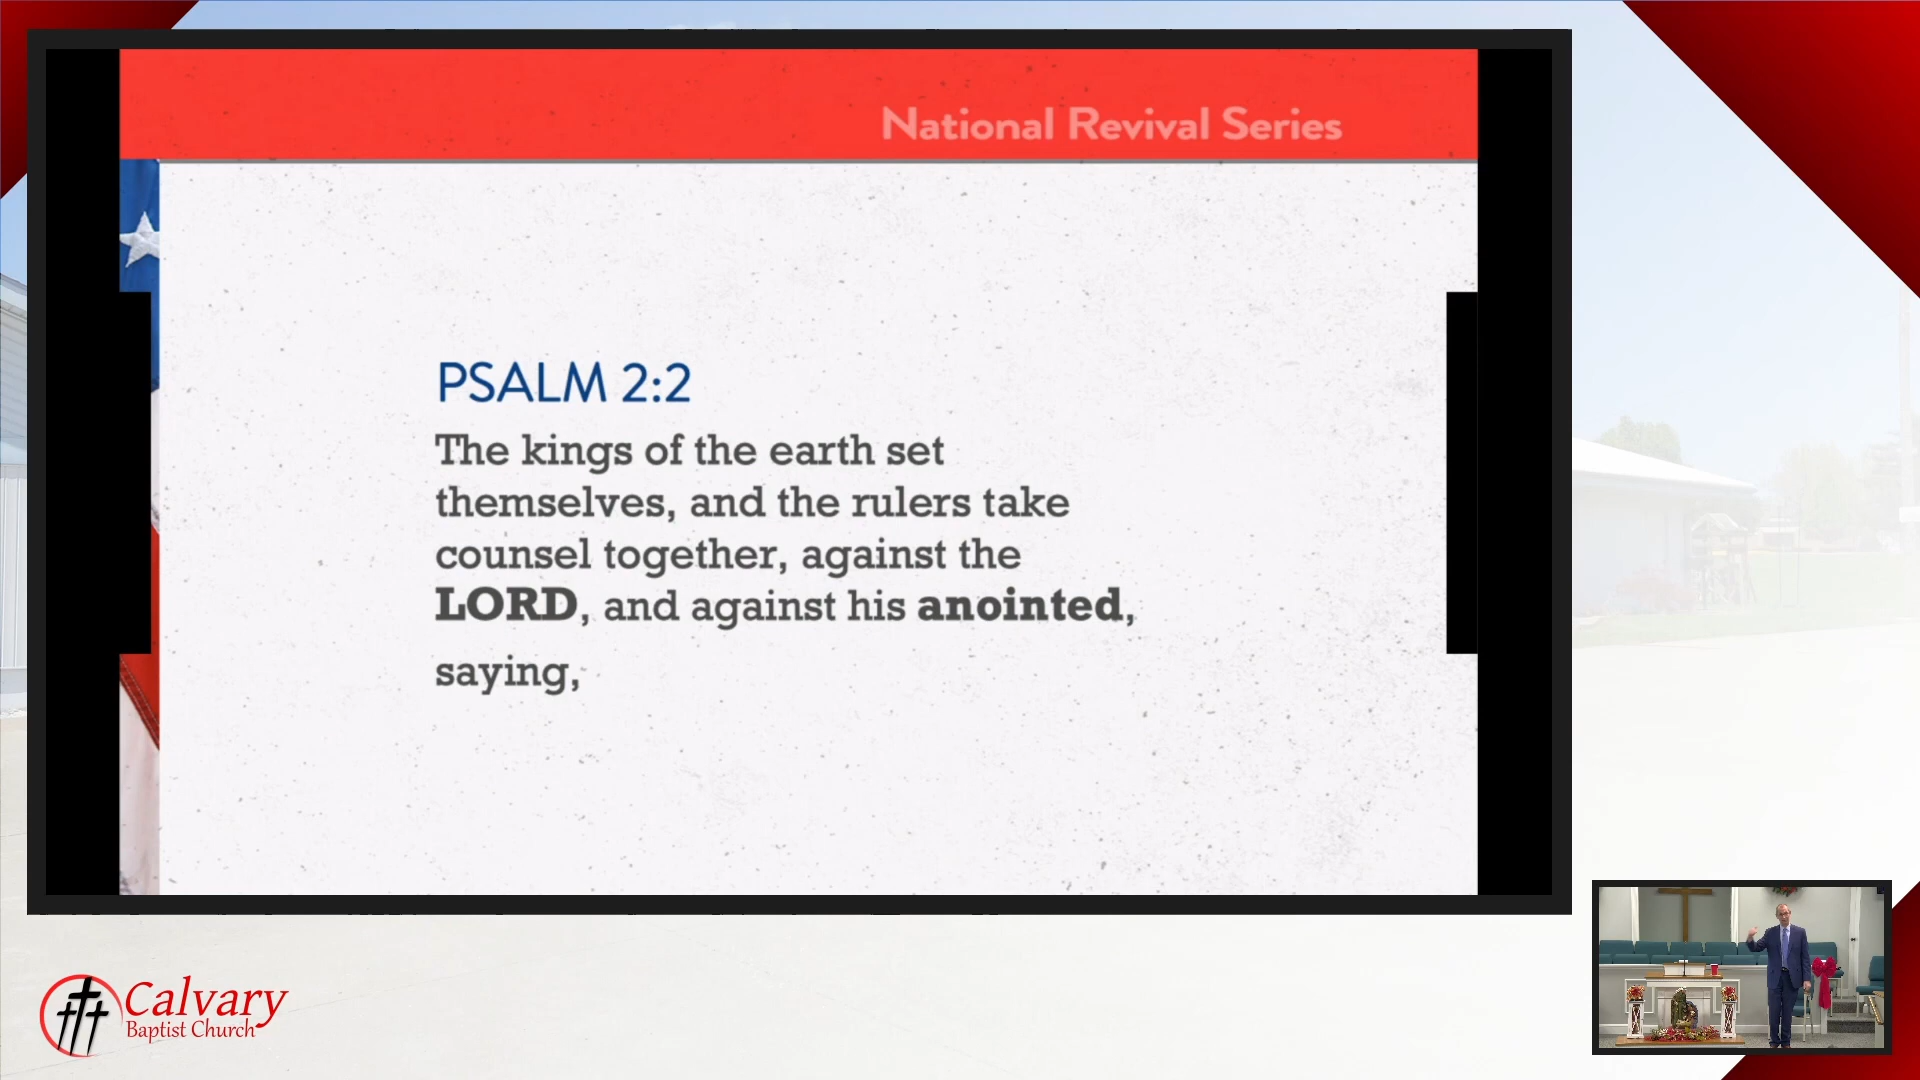 National Revival Series
PSALM 2:2
The kings of the earth set
themselves, and the rulers take
counsel together, against the
LORD, and against his anointed,
saying,
Calvary
Baptist Church